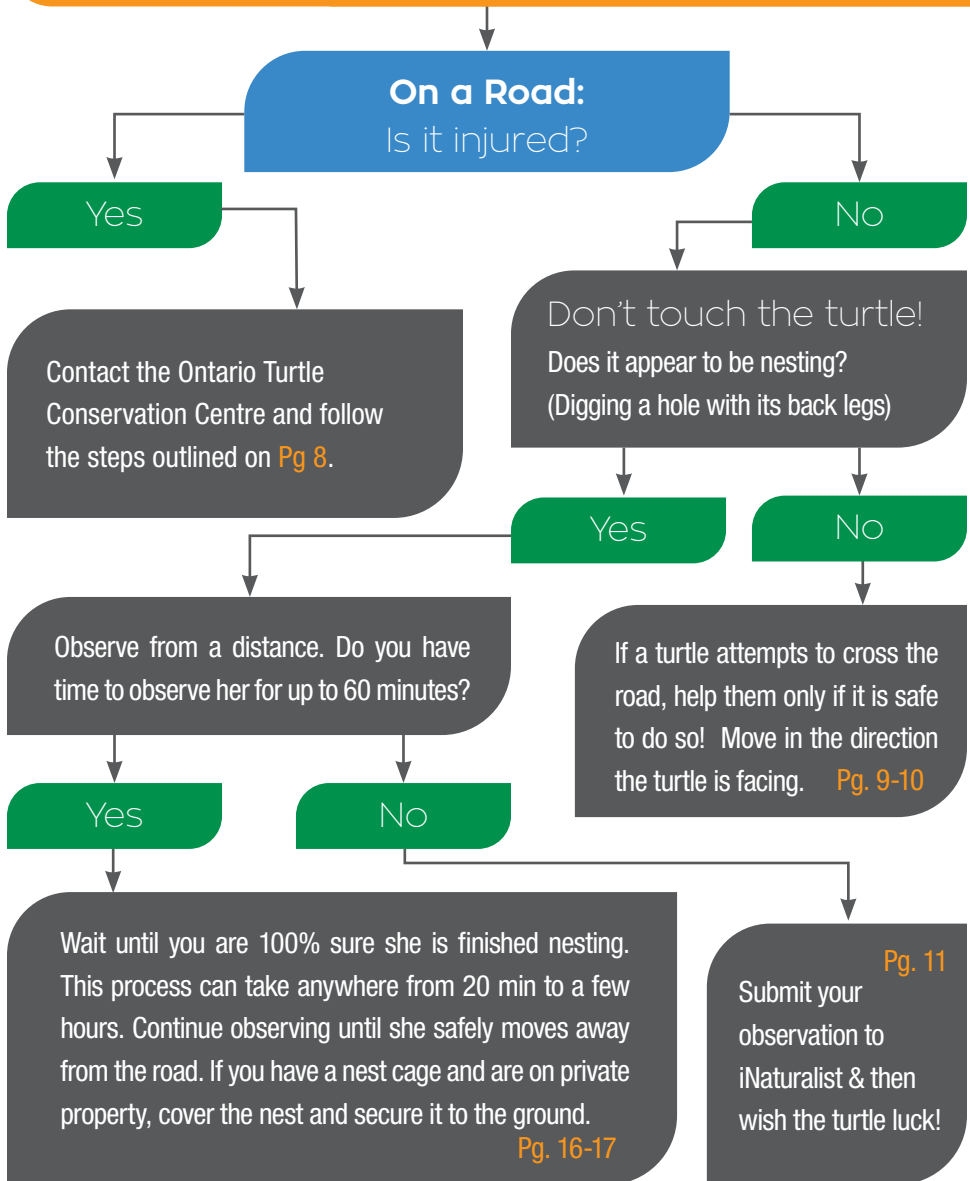 On a Road:
Is it injured?
Yes
No
Contact the Ontario Turtle
Conservation Centre and follow
the steps outlined on Pg 8.
Don't touch the turtle!
Does it appear to be nesting?
(Digging a hole with its back legs)
Yes
No
Observe from a distance. Do you have
time to observe her for up to 60 minutes?
If a turtle attempts to cross the
road, help them only if it is safe
to do so! Move in the direction
the turtle is facing. Pg. 9-10
Yes
No
Wait until you are 100% sure she is finished nesting.
This process can take anywhere from 20 min to a few
hours. Continue observing until she safely moves away
from the road. If you have a nest cage and are on private
property, cover the nest and secure it to the ground.
Pg. 16-17
Pg. 11
Submit your
observation to
iNaturalist & then
wish the turtle luck!